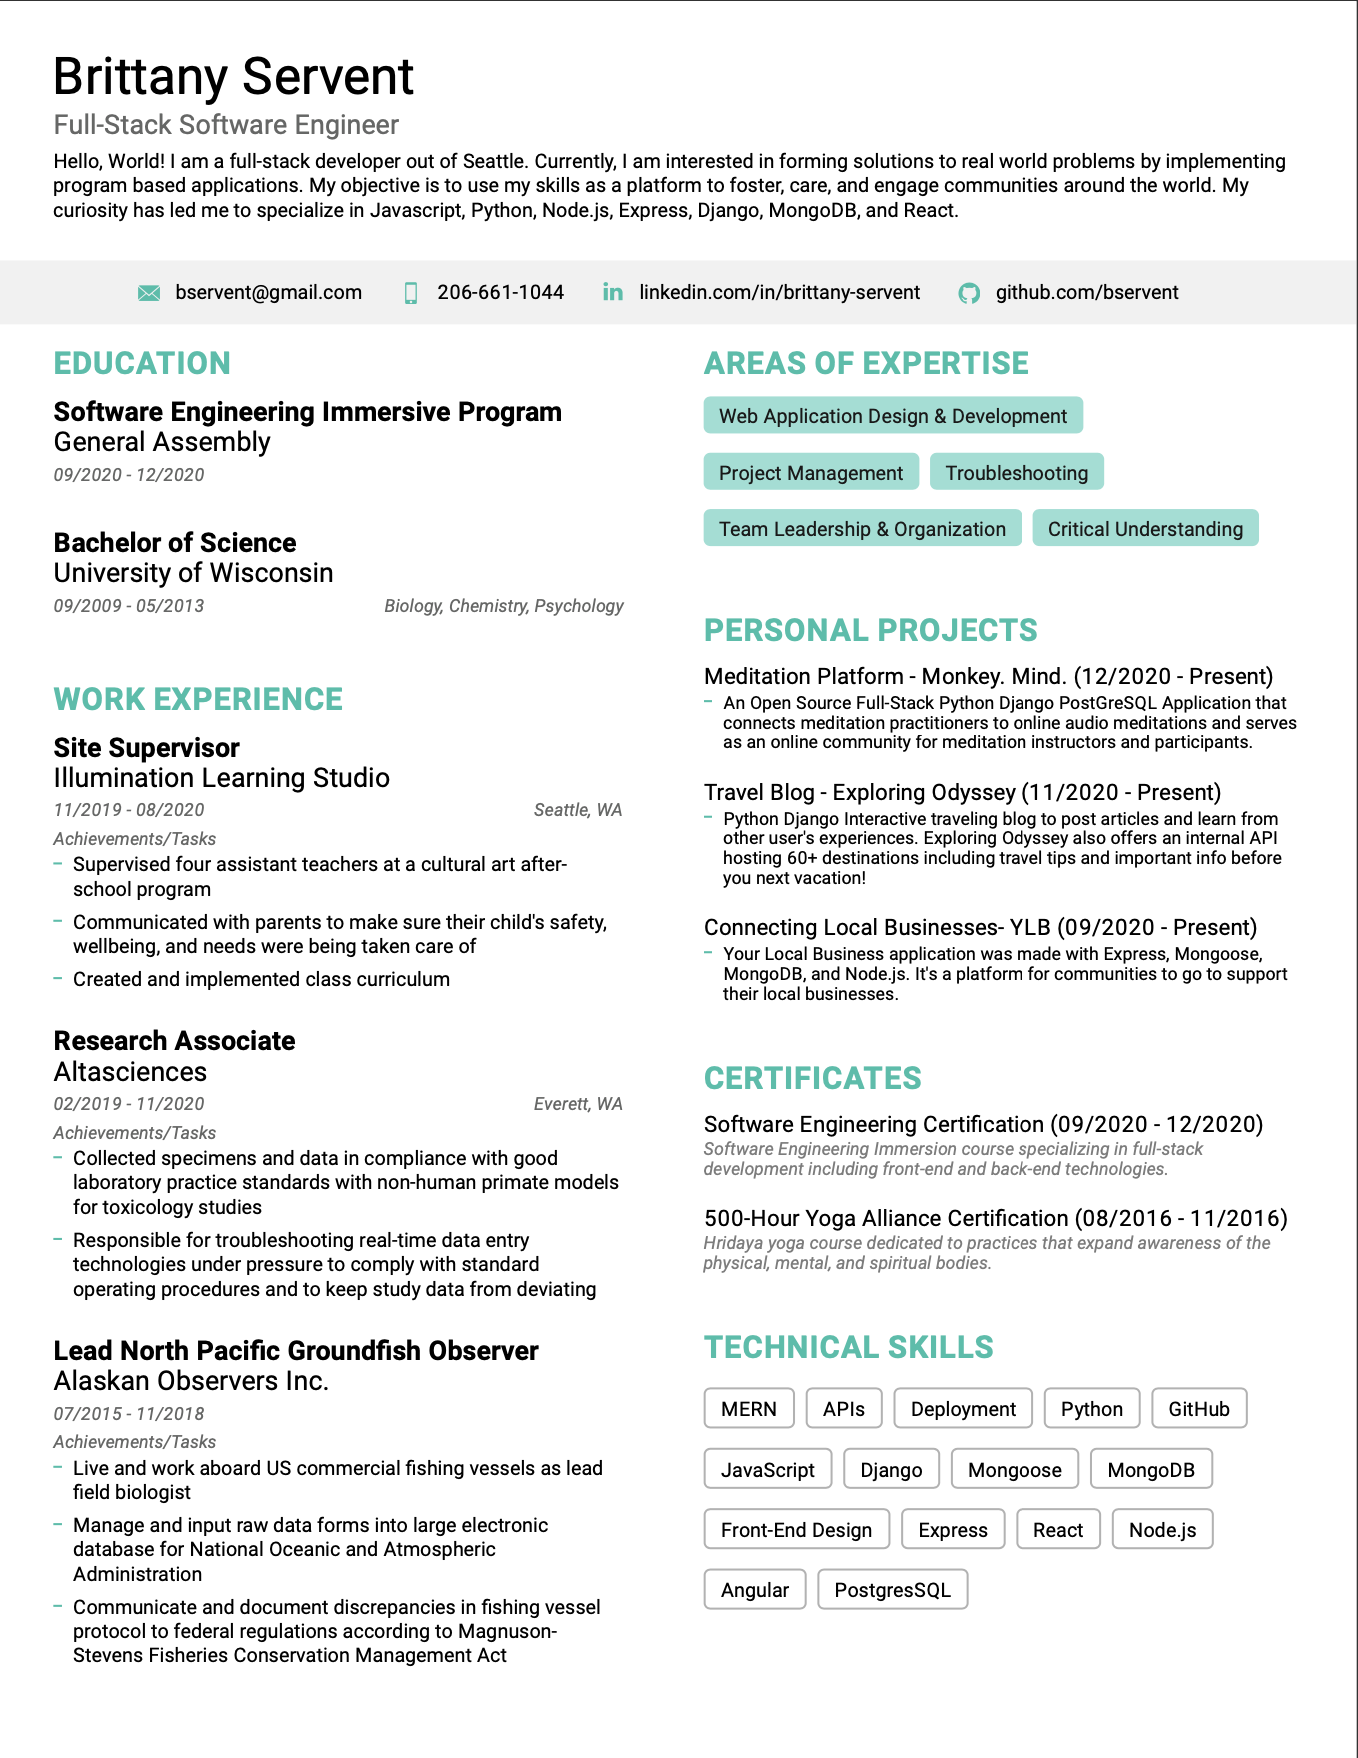 Brittany Servent
Full-Stack Software Engineer
Hello, World! I am a full-stack developer out of Seattle. Currently, I am interested in forming solutions to real world problems by implementing
program based applications. My objective is to use my skills as a platform to foster, care, and engage communities around the world. My
curiosity has led me to specialize in Javascript, Python, Node.js, Express, Django, MongoDB, and React.
bservent@gmail.com 206-661-1044 linkedin.com/in/brittany-servent github.com/bservent
EDUCATION
Software Engineering Immersive Program
General Assembly
09/2020 - 12/2020
Bachelor of Science
University of Wisconsin
09/2009 - 05/2013 Biology, Chemistry, Psychology
WORK EXPERIENCE
Site Supervisor
Illumination Learning Studio
11/2019 - 08/2020 Seattle, WA
Achievements/Tasks
– Supervised four assistant teachers at a cultural art after-
school program
– Communicated with parents to make sure their child's safety,
wellbeing, and needs were being taken care of
– Created and implemented class curriculum
Research Associate
Altasciences
02/2019 - 11/2020 Everett, WA
Achievements/Tasks
– Collected specimens and data in compliance with good
laboratory practice standards with non-human primate models
for toxicology studies
– Responsible for troubleshooting real-time data entry
technologies under pressure to comply with standard
operating procedures and to keep study data from deviating
Lead North Pacific Groundfish Observer
Alaskan Observers Inc.
07/2015 - 11/2018
Achievements/Tasks
– Live and work aboard US commercial fishing vessels as lead
field biologist
– Manage and input raw data forms into large electronic
database for National Oceanic and Atmospheric
Administration
– Communicate and document discrepancies in fishing vessel
protocol to federal regulations according to Magnuson-
Stevens Fisheries Conservation Management Act
AREAS OF EXPERTISE
Web Application Design & Development
Project Management Troubleshooting
Team Leadership & Organization Critical Understanding
PERSONAL PROJECTS
Meditation Platform - Monkey. Mind. (12/2020 - Present)
– An Open Source Full-Stack Python Django PostGreSQL Application that
connects meditation practitioners to online audio meditations and serves
as an online community for meditation instructors and participants.
Travel Blog - Exploring Odyssey (11/2020 - Present)
– Python Django Interactive traveling blog to post articles and learn from
other user's experiences. Exploring Odyssey also offers an internal API
hosting 60+ destinations including travel tips and important info before
you next vacation!
Connecting Local Businesses- YLB (09/2020 - Present)
– Your Local Business application was made with Express, Mongoose,
MongoDB, and Node.js. It's a platform for communities to go to support
their local businesses.
CERTIFICATES
Software Engineering Certification (09/2020 - 12/2020)
Software Engineering Immersion course specializing in full-stack
development including front-end and back-end technologies.
500-Hour Yoga Alliance Certification (08/2016 - 11/2016)
Hridaya yoga course dedicated to practices that expand awareness of the
physical, mental, and spiritual bodies.
TECHNICAL SKILLS
MERN APIs Deployment Python GitHub
JavaScript Django Mongoose MongoDB
Front-End Design Express React Node.js
Angular PostgresSQL